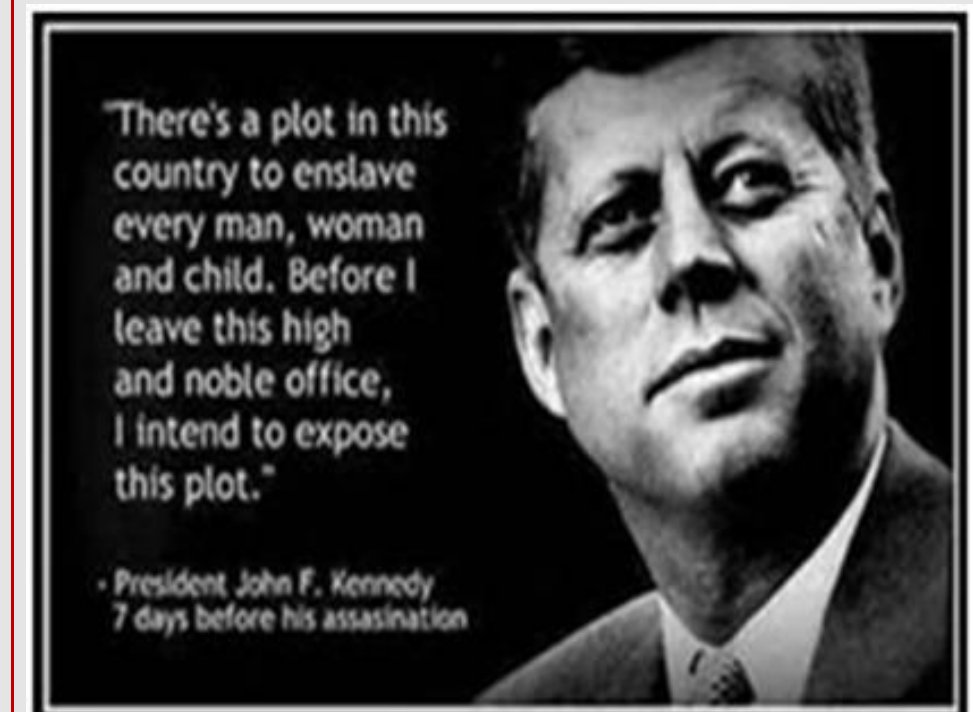 "There's a plot in this
country to enslave
every man, woman
and child. Before I
leave this high
and noble office,
I intend to expose
this plot."
- President John F. Kennedy
7 days before his assasination